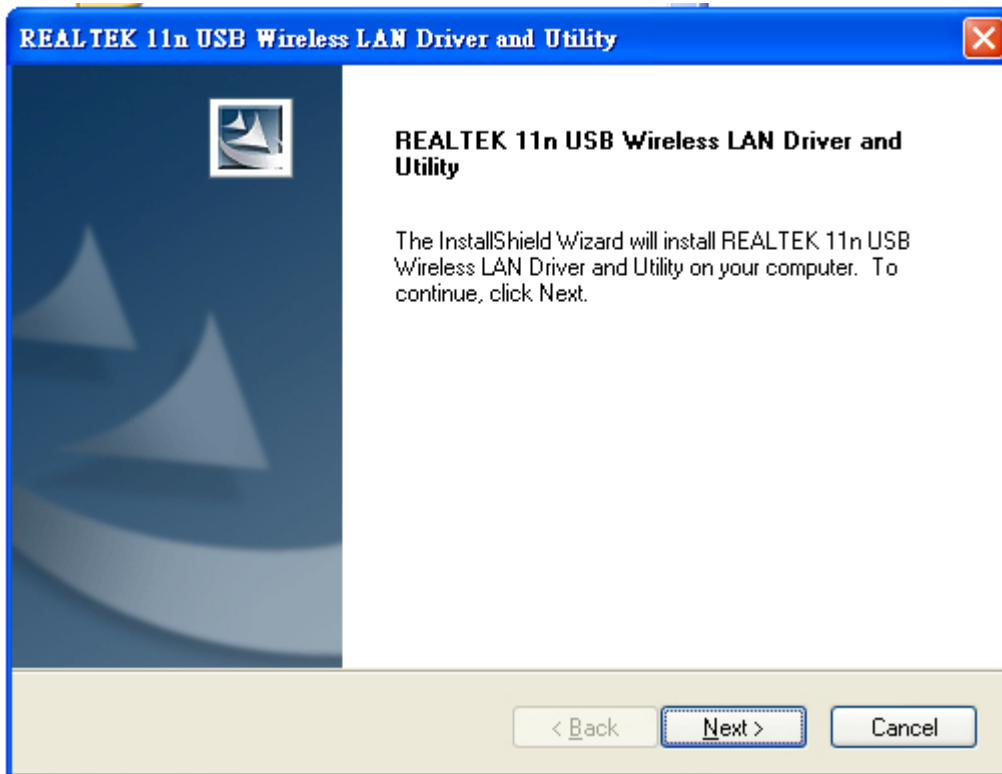 REALTEK 11n USB Wireless LAN Driver and Utility
REALTEK 11n USB Wireless LAN Driver and
Utility
The InstallShield Wizard will install REALTEK 11n USB
Wireless LAN Driver and Utility on your computer.  To
continue, click Next.
< Back
Next >
Cancel